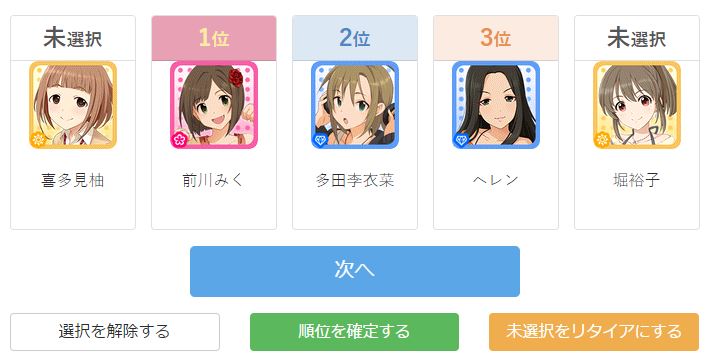 未選択
1位
2位
3位
未選択
喜多見柚
前川みく
多田李衣菜
ヘレン
堀裕子
次へ
選択を解除する
順位を確定する
未選択をリタイアにする